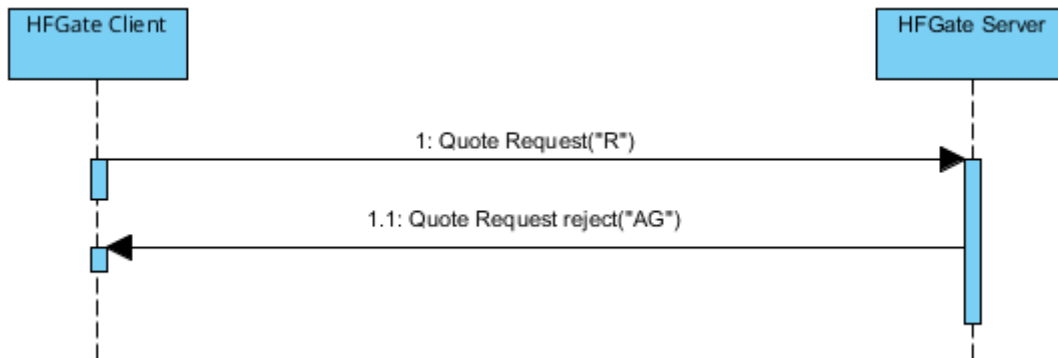 HFGate Client
HFGate Server
1: Quote Request("R")
1.1: Quote Request reject("AG")